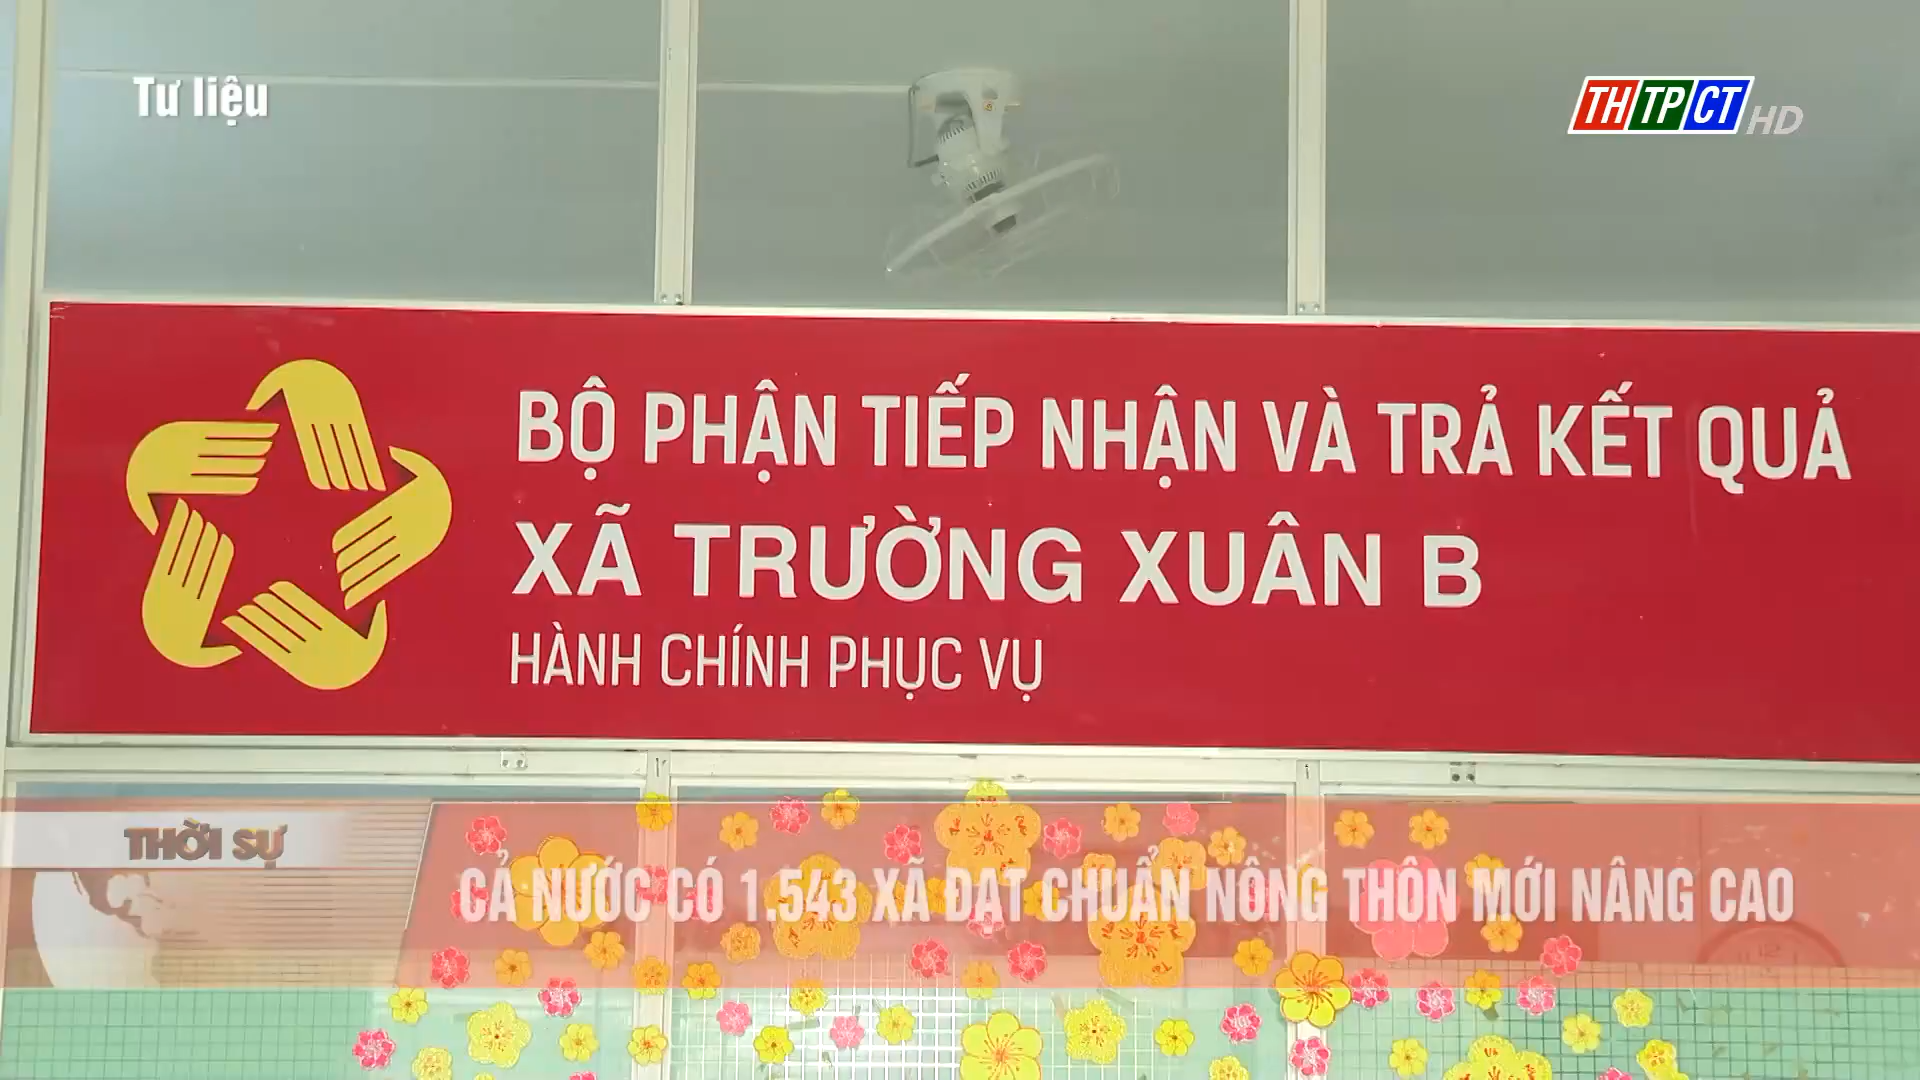 Tư liệu
THTPCT HD
BỘ PHẬN TIẾP NHẬN VÀ TRẢ KẾT QUẢ
XÃ TRƯỜNG XUÂN B
HÀNH CHÍNH PHỤC VỤ
THỜI SỰ
CẢ NƯỚC CÓ 1.543 XÃ ĐẠT CHUẨN NÔNG THÔN MỚI NÂNG CAO